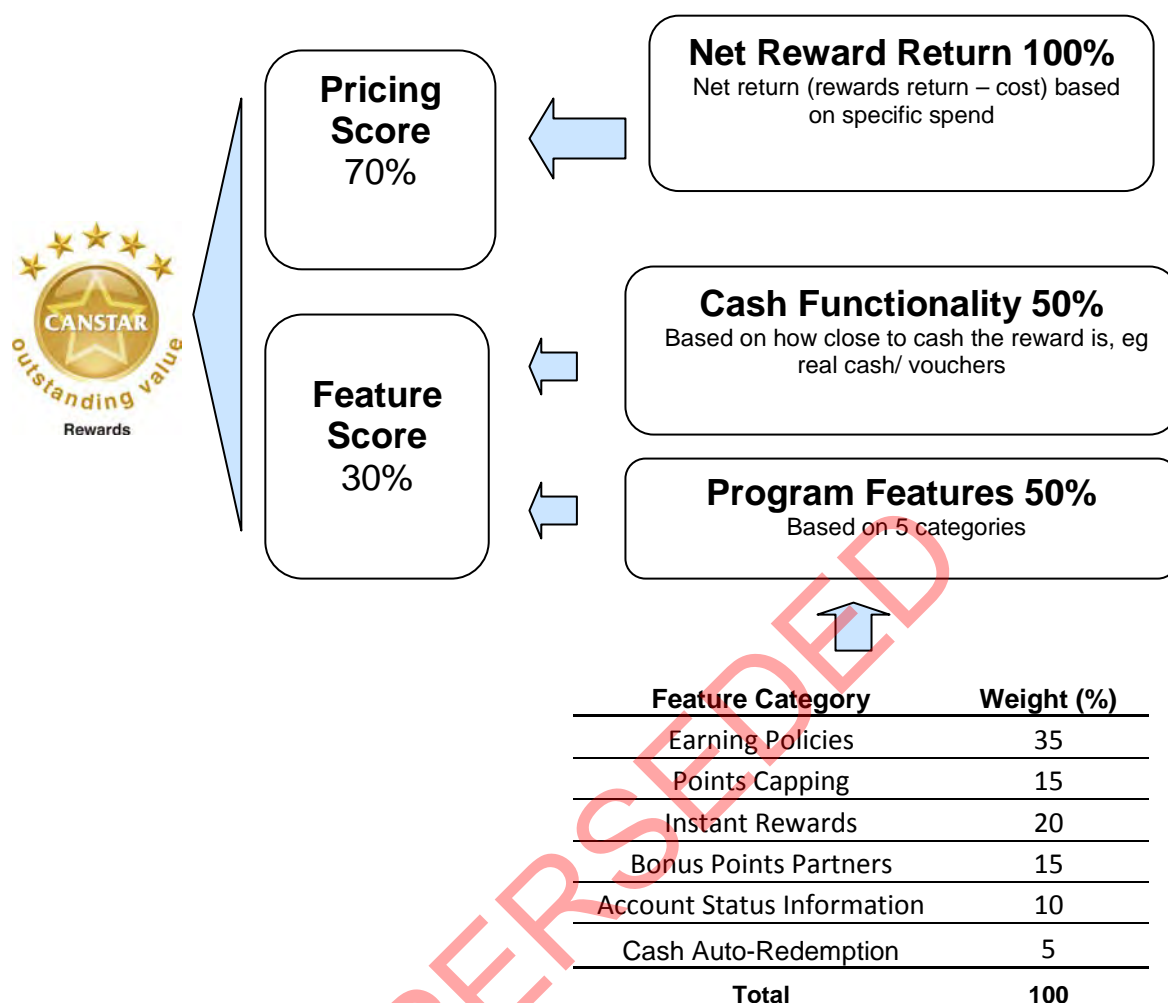 Pricing
Score
70%
Net Reward Return 100%
Net return (rewards return – cost) based
on specific spend
CANSTAR
outstanding value
Rewards
Feature
Score
30%
Cash Functionality 50%
Based on how close to cash the reward is, eg
real cash/ vouchers
Program Features 50%
Based on 5 categories
Feature Category Weight (%)
Earning Policies 35
Points Capping 15
Instant Rewards 20
Bonus Points Partners 15
Account Status Information 10
Cash Auto-Redemption 5
Total 100
PERSEDED